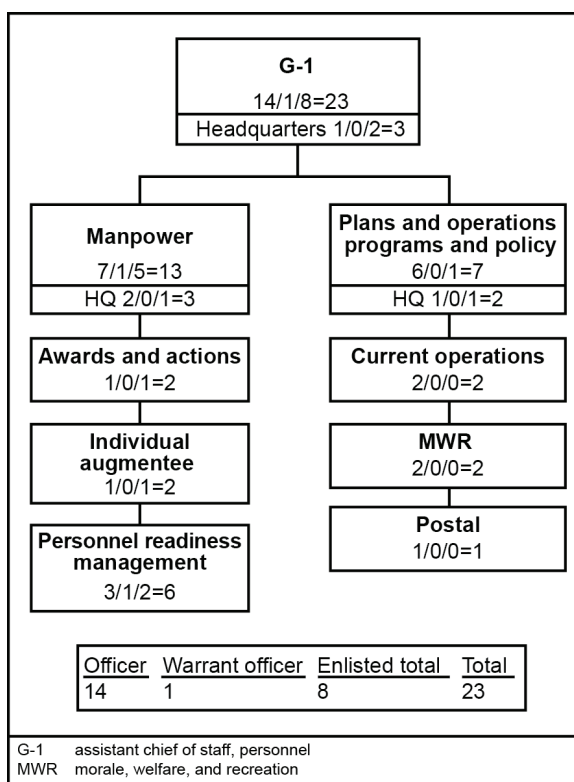 G-1
14/1/8=23
Headquarters 1/0/2=3
Manpower
7/1/5=13
HQ 2/0/1=3
Awards and actions
1/0/1=2
Individual
augmentee
1/0/1=2
Personnel readiness
management
3/1/2=6
Plans and operations
programs and policy
6/0/1=7
HQ 1/0/1=2
Current operations
2/0/0=2
MWR
2/0/0=2
Postal
1/0/0=1
Officer Warrant officer Enlisted total Total
14 1 8 23
G-1 assistant chief of staff, personnel
MWR morale, welfare, and recreation